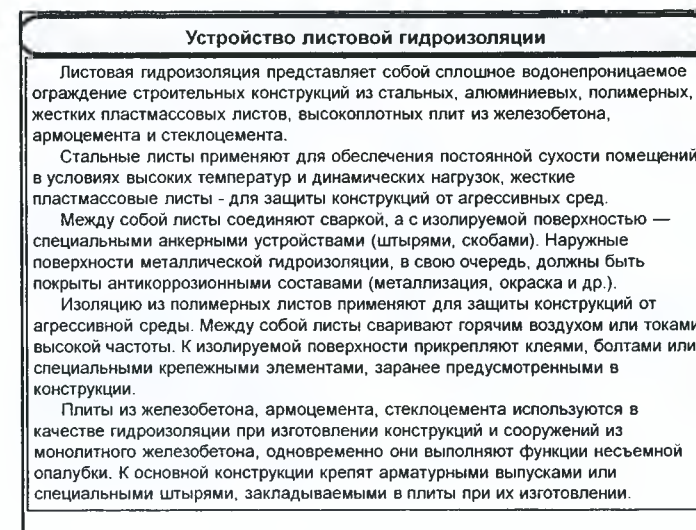 Устройство листовой гидроизоляции
Листовая гидроизоляция представляет собой сплошное водонепроницаемое
ограждение строительных конструкций из стальных, алюминиевых, полимерных,
жестких пластмассовых листов, высокоплотных плит из железобетона,
армоцемента и стеклоцемента.
Стальные листы применяют для обеспечения постоянной сухости помещений
в условиях высоких температур и динамических нагрузок, жесткие
пластмассовые листы - для защиты конструкций от агрессивных сред.
Между собой листы соединяют сваркой, а с изолируемой поверхностью —
специальными анкерными устройствами (штырями, скобами). Наружные
поверхности металлической гидроизоляции, в свою очередь, должны быть
покрыты антикоррозионными составами (металлизация, окраска и др.).
Изоляцию из полимерных листов применяют для защиты конструкций от
агрессивной среды. Между собой листы сваривают горячим воздухом или токами
высокой частоты. К изолируемой поверхности прикрепляют клеями, болтами или
специальными крепежными элементами, заранее предусмотренными в
конструкции.
Плиты из железобетона, армоцемента, стеклоцемента используются в
качестве гидроизоляции при изготовлении конструкций и сооружений из
монолитного железобетона, одновременно они выполняют функции несъемной
опалубки. К основной конструкции крепят арматурными выпусками или
специальными штырями, закладываемыми в плиты при их изготовлении.